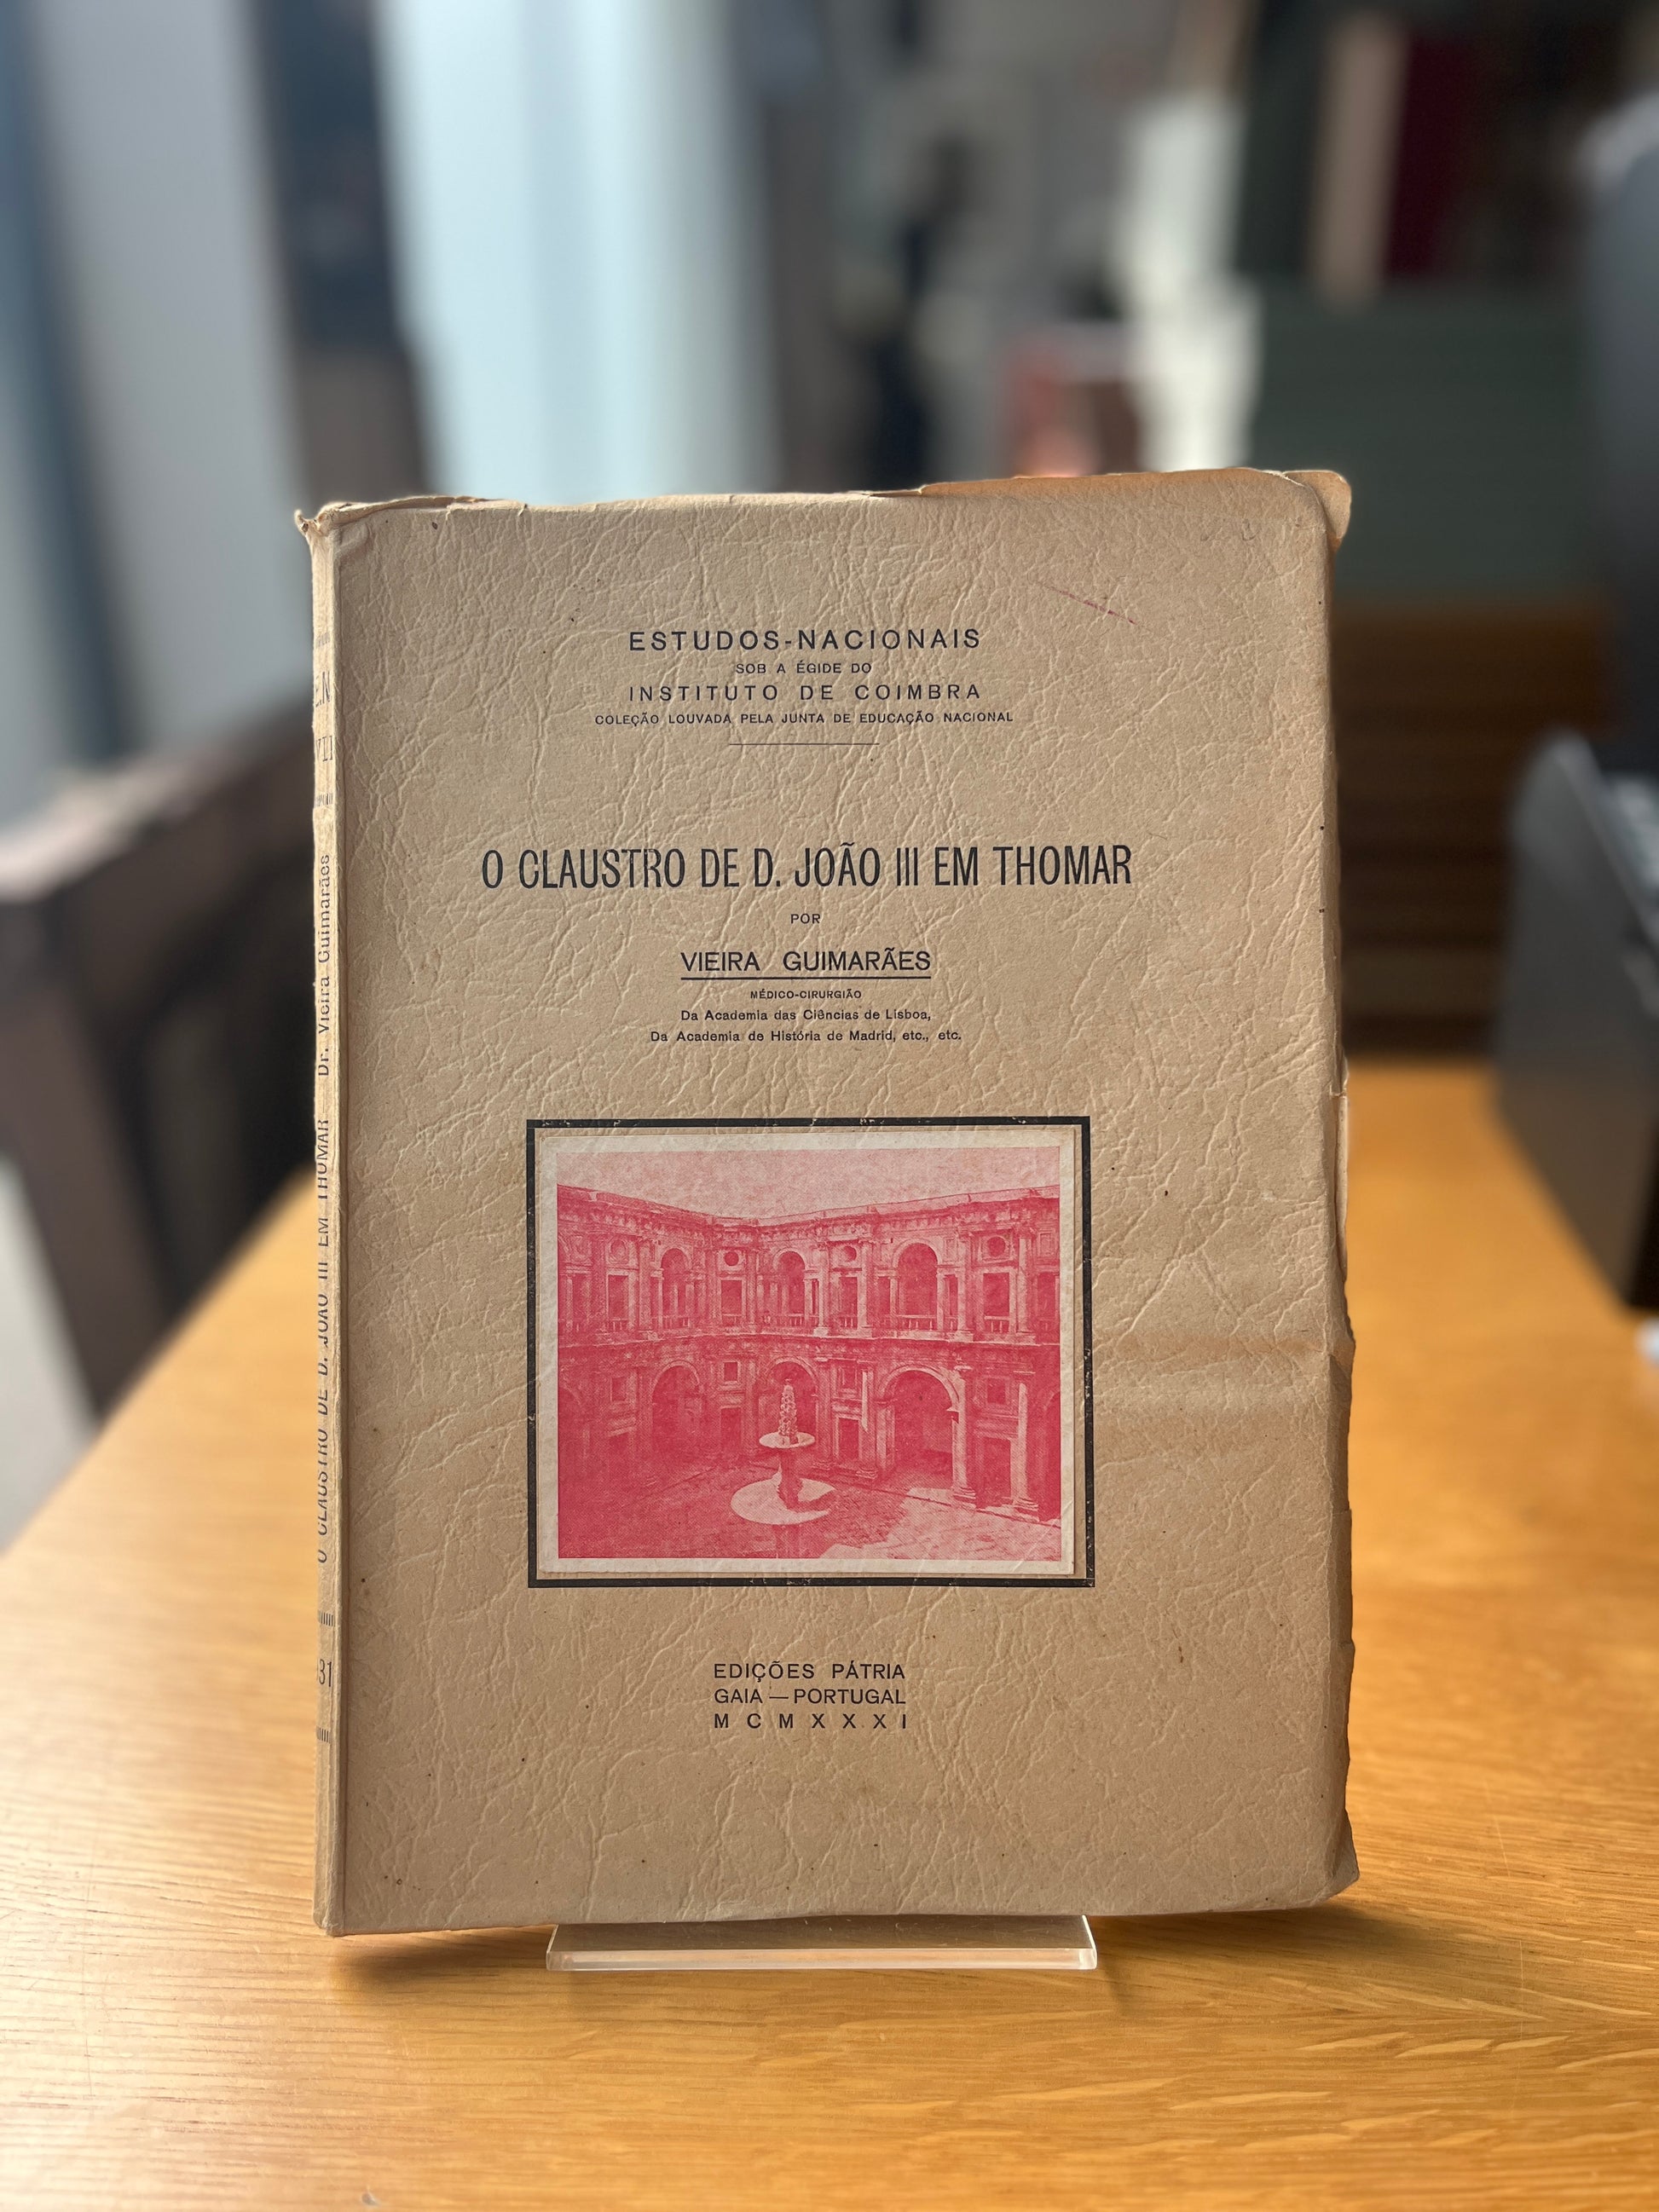 ESTUDOS-NACIONAIS
SOB A ÉGIDE DO
INSTITUTO DE COIMBRA
COLEÇÃO LOUVADA PELA JUNTA DE EDUCAÇÃO NACIONAL
O CLAUSTRO DE D. JOÃO III EM THOMAR
POR
VIEIRA GUIMARÃES
MÉDICO-CIRURGIÃO
Da Academia das Ciências de Lisboa,
Da Academia de História de Madrid, etc., etc.
EDIÇÕES PÁTRIA
GAIA — PORTUGAL
MCMXXXI
O CLAUSTRO DE D. JOÃO III EM THOMAR Dr. Vieira Guimarães
31